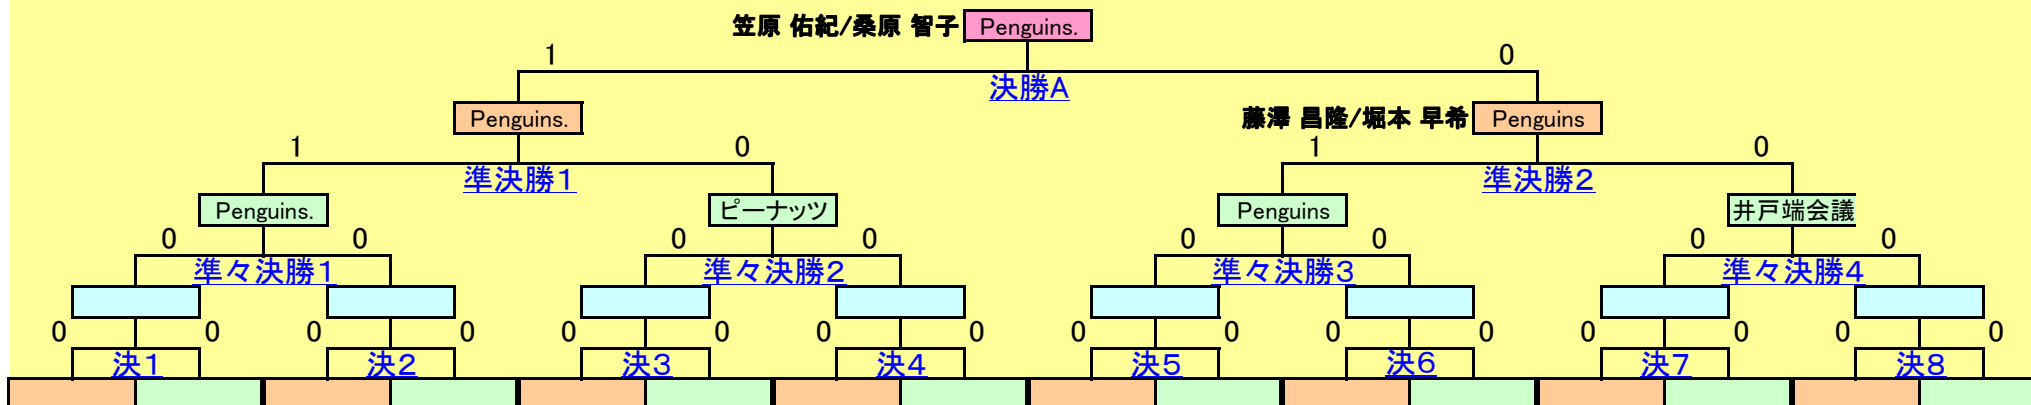 笠原 佑紀/桑原 智子 Penguins.
1 0
決勝A
Penguins. 藤澤 昌隆/堀本 早希 Penguins
1 0 1 0
準決勝1 準決勝2
Penguins. ピーナッツ Penguins 井戸端会議
0 0 0 0 0 0 0 0
準々決勝1 準々決勝2 準々決勝3 準々決勝4
0 0 0 0 0 0 0 0 0 0 0 0 0 0 0 0
決1 決2 決3 決4 決5 決6 決7 決8